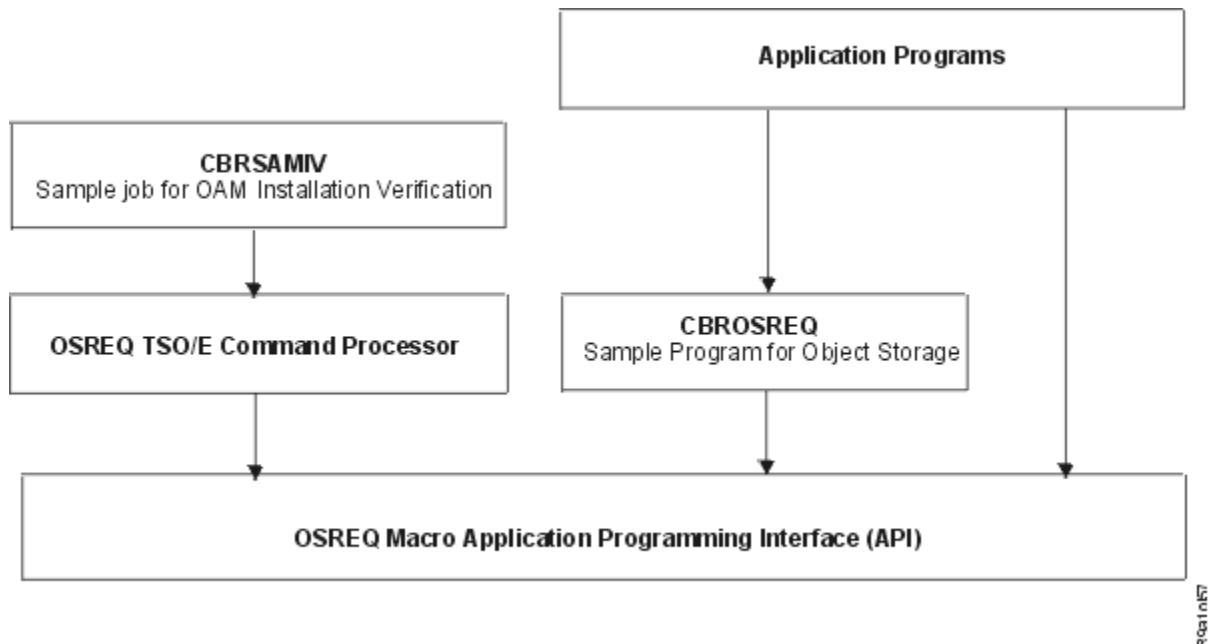 Application Programs
CBRSAMIV
Sample job for OAM Installation Verification
OSREQ TSO/E Command Processor
CBROSREQ
Sample Program for Object Storage
OSREQ Macro Application Programming Interface (API)